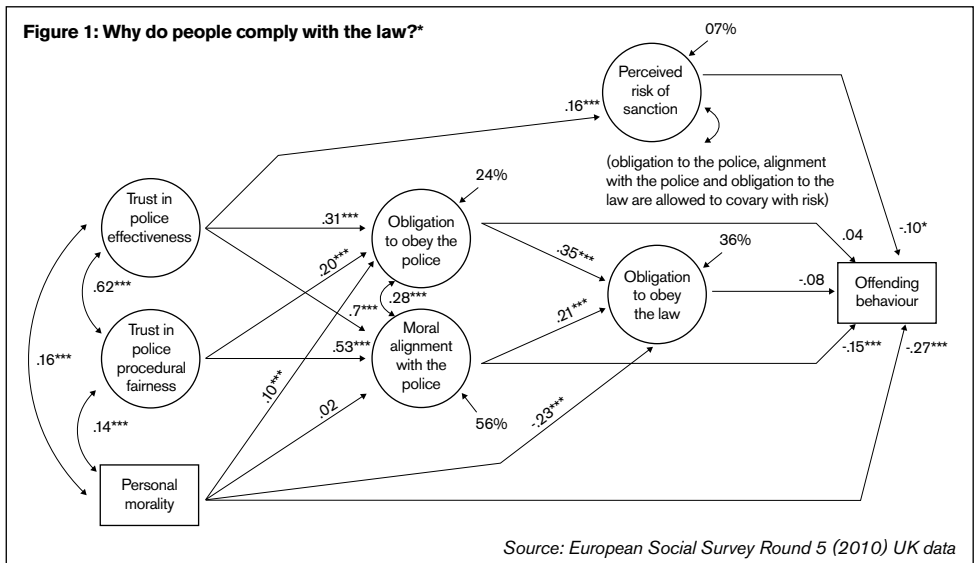 Figure 1: Why do people comply with the law?*
07%
Perceived
risk of
sanction
.16***
(obligation to the police, alignment
with the police and obligation to the
law are allowed to covary with risk)
24%
Trust in
police
effectiveness
.31***
Obligation
to obey the
police
.04
-.10*
36%
.35***
.20***
.62***
Obligation
to obey
the law
-.08
Offending
behaviour
.7***
.28***
.21***
Trust in
police
procedural
fairness
.53***
Moral
alignment
with the
police
-.15***
-.27***
.16***
.10***
.02
-.23***
56%
.14***
Personal
morality
Source: European Social Survey Round 5 (2010) UK data